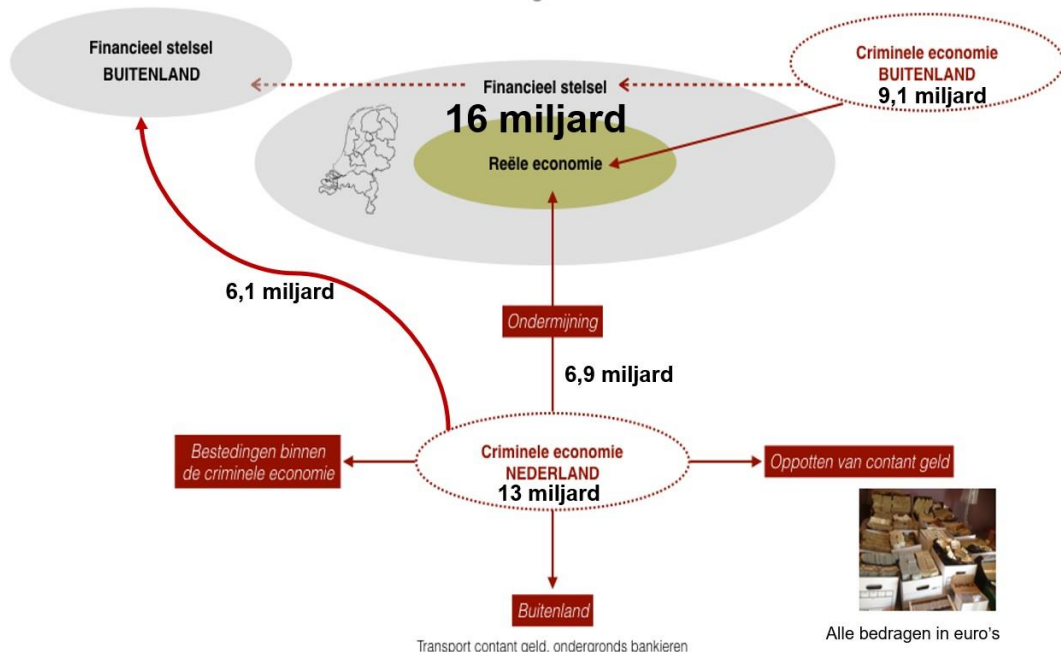 Financieel stelsel
BUITENLAND
Criminele economie
BUITENLAND
9,1 miljard
Financieel stelsel
16 miljard
Reële economie
6,1 miljard
Ondermijning
6,9 miljard
Bestedingen binnen
de criminele economie
Criminele economie
NEDERLAND
13 miljard
Oppotten van contant geld
Buitenland
Transport contant geld, ondergronds bankieren
Alle bedragen in euro's